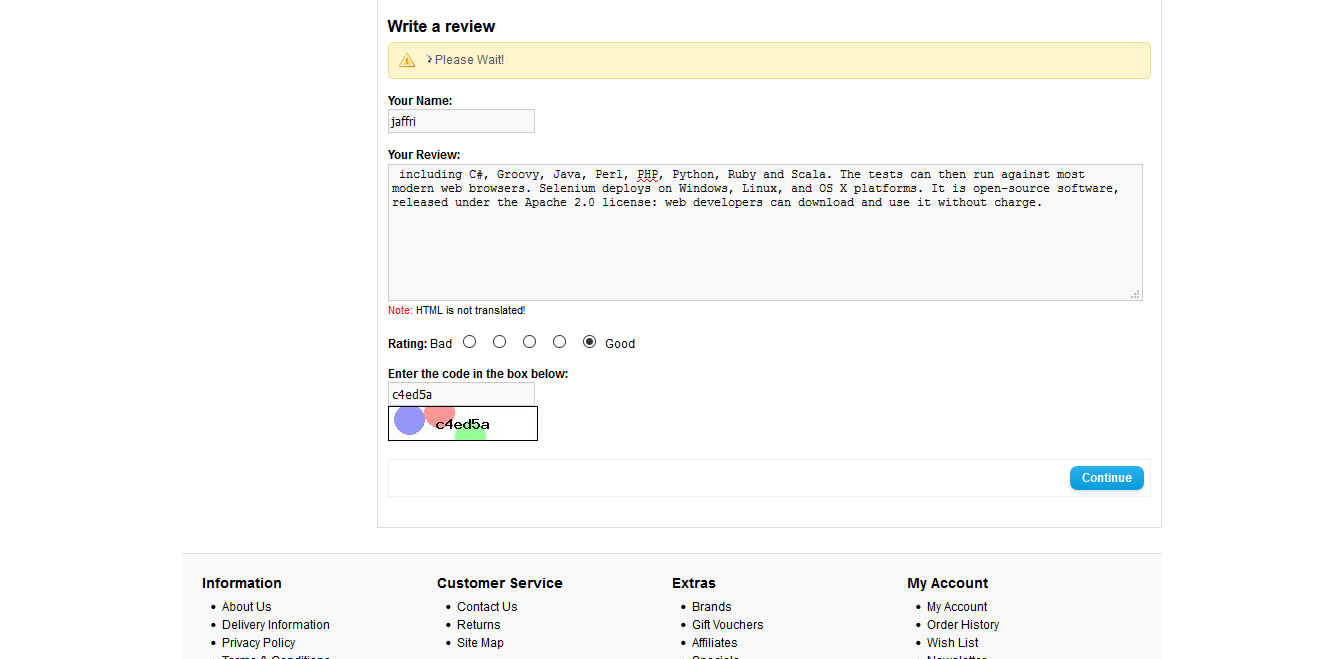 Write a review
Please Wait!
Your Name:
jaffri
Your Review:
including C#, Groovy, Java, Perl, PHP, Python, Ruby and Scala. The tests can then run against most
modern web browsers. Selenium deploys on Windows, Linux, and OS X platforms. It is open-source software,
released under the Apache 2.0 license: web developers can download and use it without charge.
Note: HTML is not translated!
Rating: Bad Good
Enter the code in the box below:
c4ed5a
c4ed5a
Continue
Information
About Us
Delivery Information
Privacy Policy
Terms & Conditions
Customer Service
Contact Us
Returns
Site Map
Extras
Brands
Gift Vouchers
Affiliates
Specials
My Account
My Account
Order History
Wish List
Newsletter